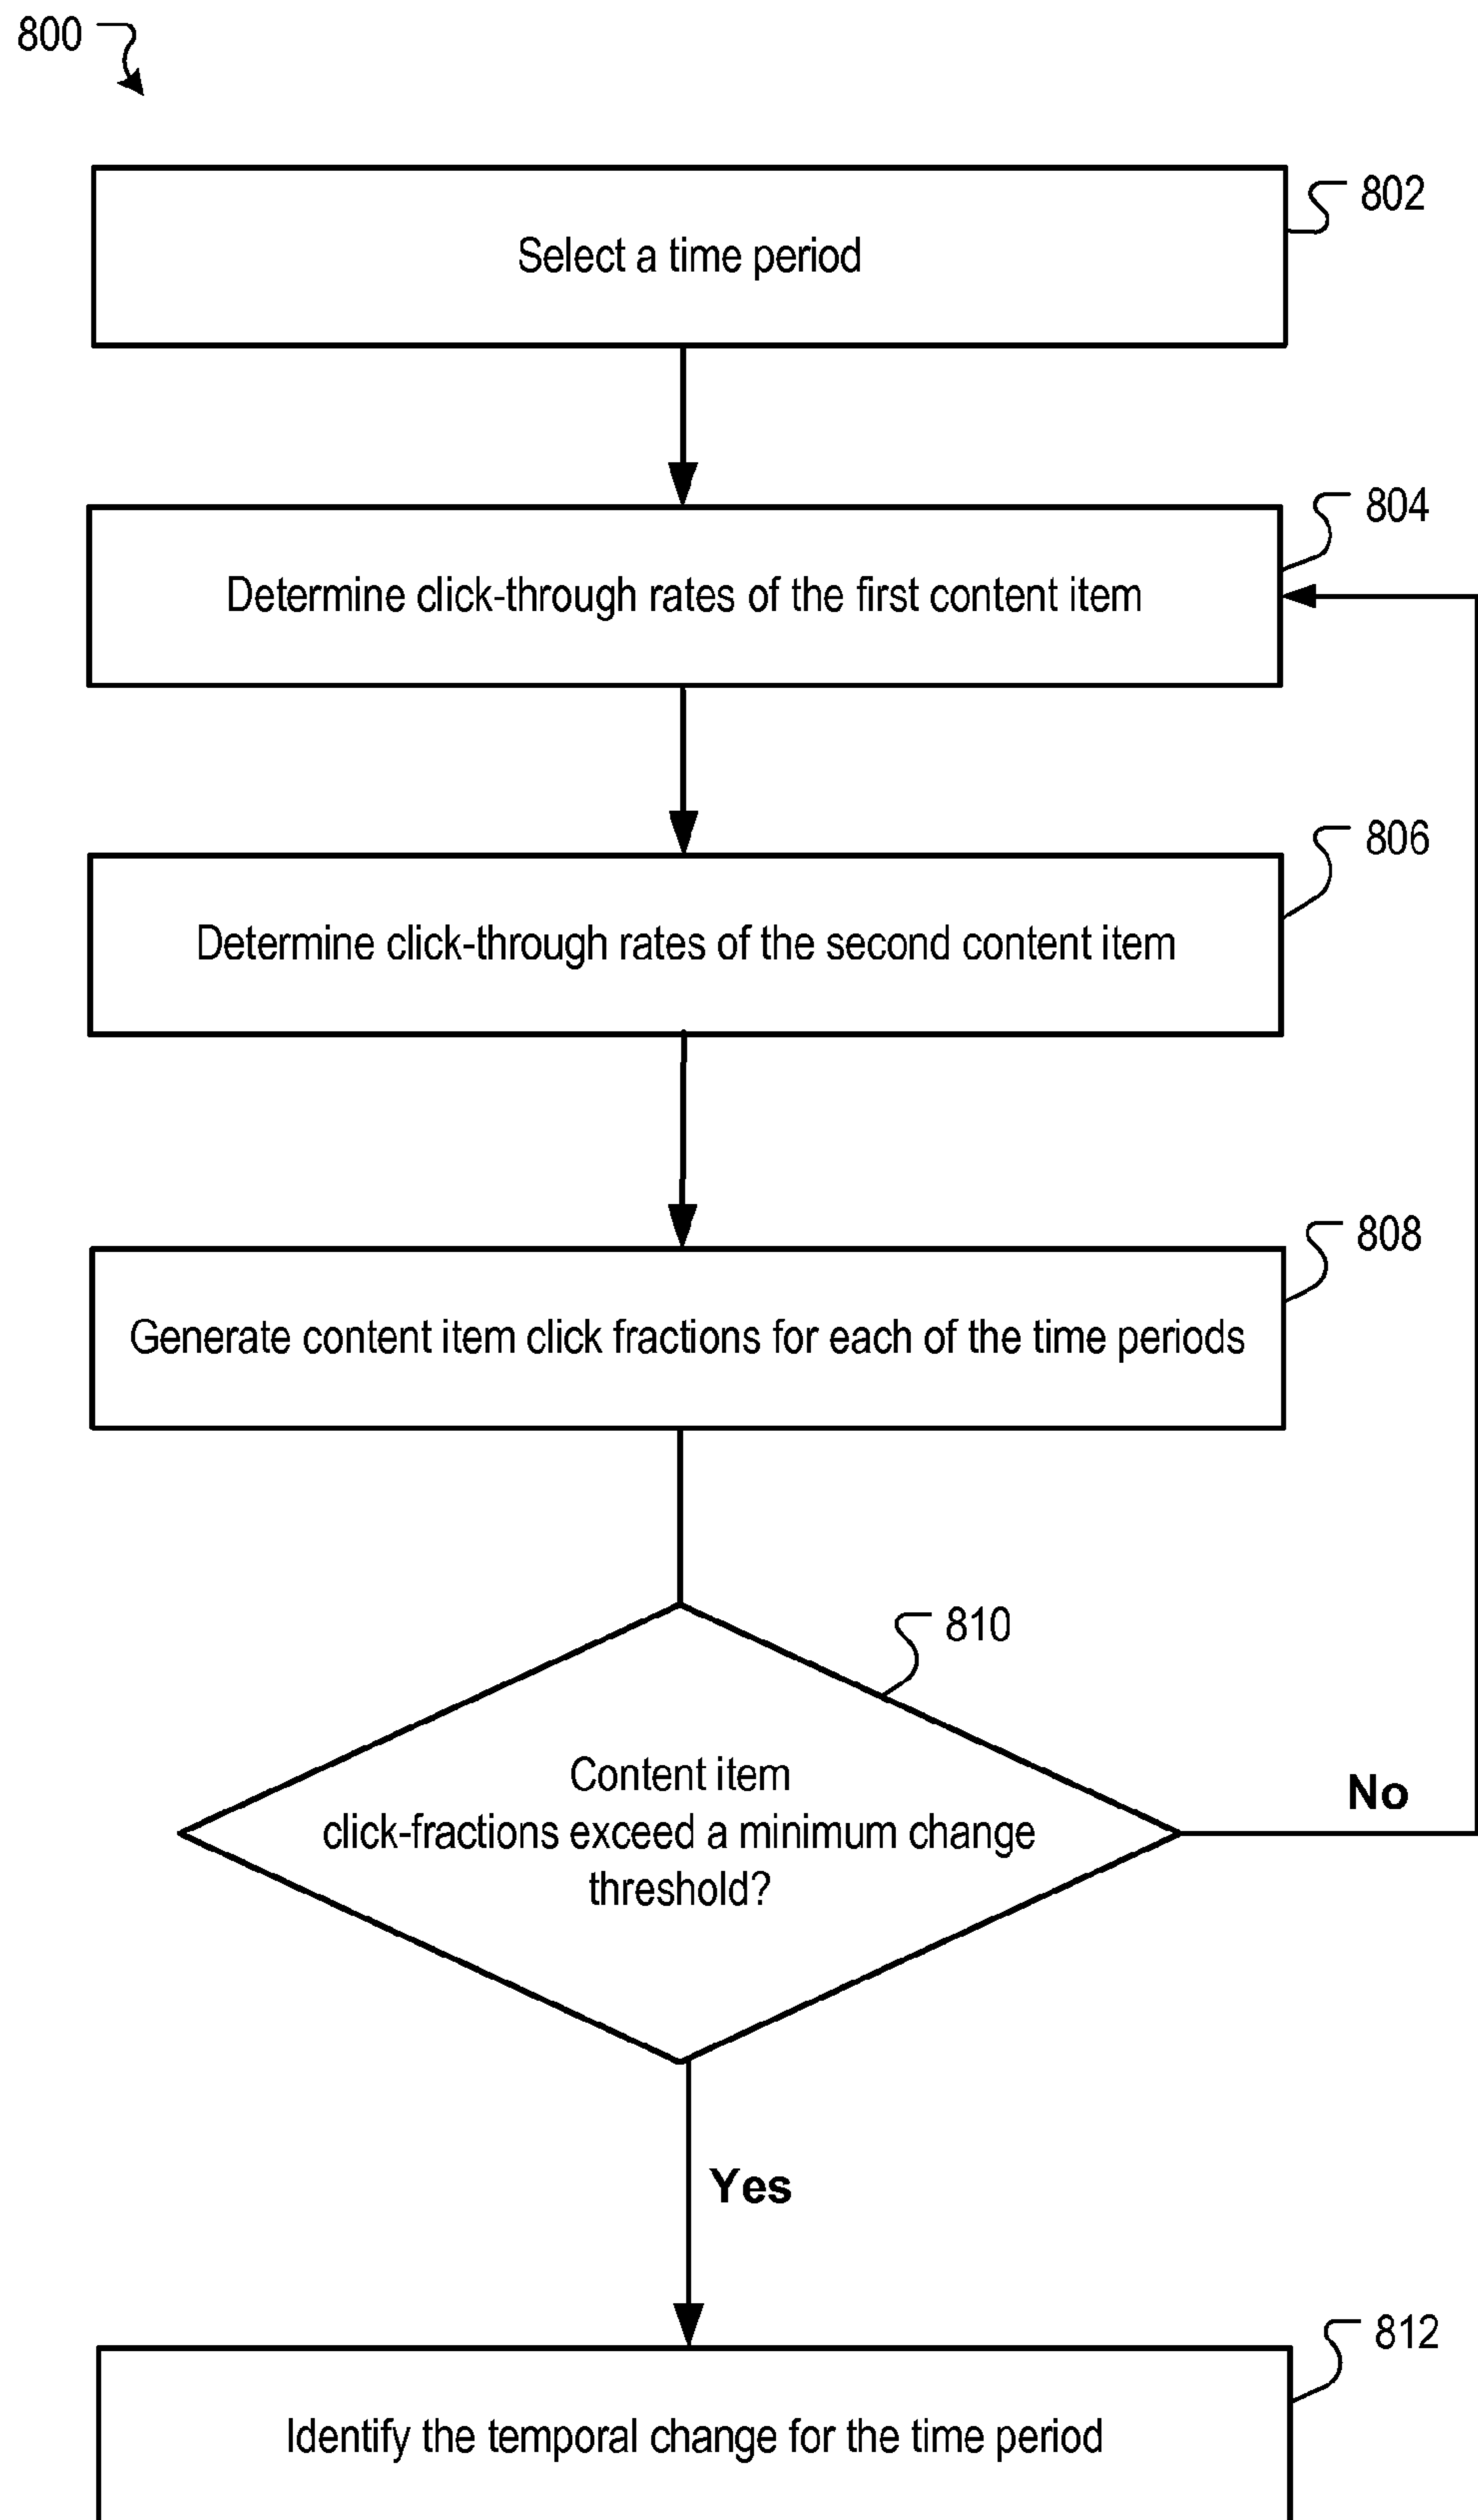 800
802
Select a time period
804
Determine click-through rates of the first content item
806
Determine click-through rates of the second content item
808
Generate content item click fractions for each of the time periods
810
Content item
click-fractions exceed a minimum change
threshold?
No
Yes
812
Identify the temporal change for the time period